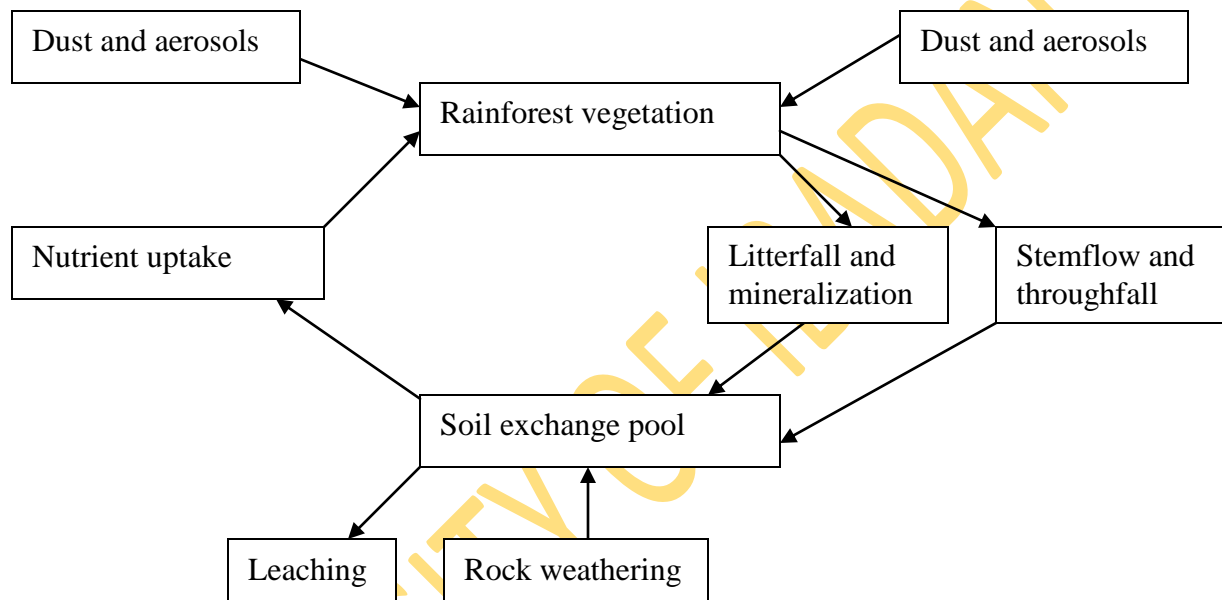 Dust and aerosols
Dust and aerosols
Rainforest vegetation
Nutrient uptake
Litterfall and
mineralization
Stemflow and
throughfall
Soil exchange pool
Leaching
Rock weathering